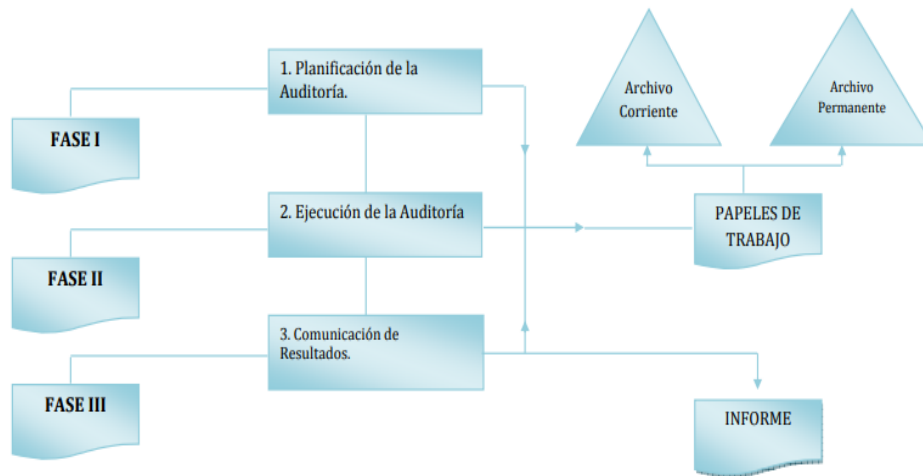 1. Planificación de la
Auditoría.
FASE I
Archivo
Corriente
Archivo
Permanente
2. Ejecución de la Auditoría
FASE II
PAPELES DE
TRABAJO
3. Comunicación de
Resultados.
FASE III
INFORME